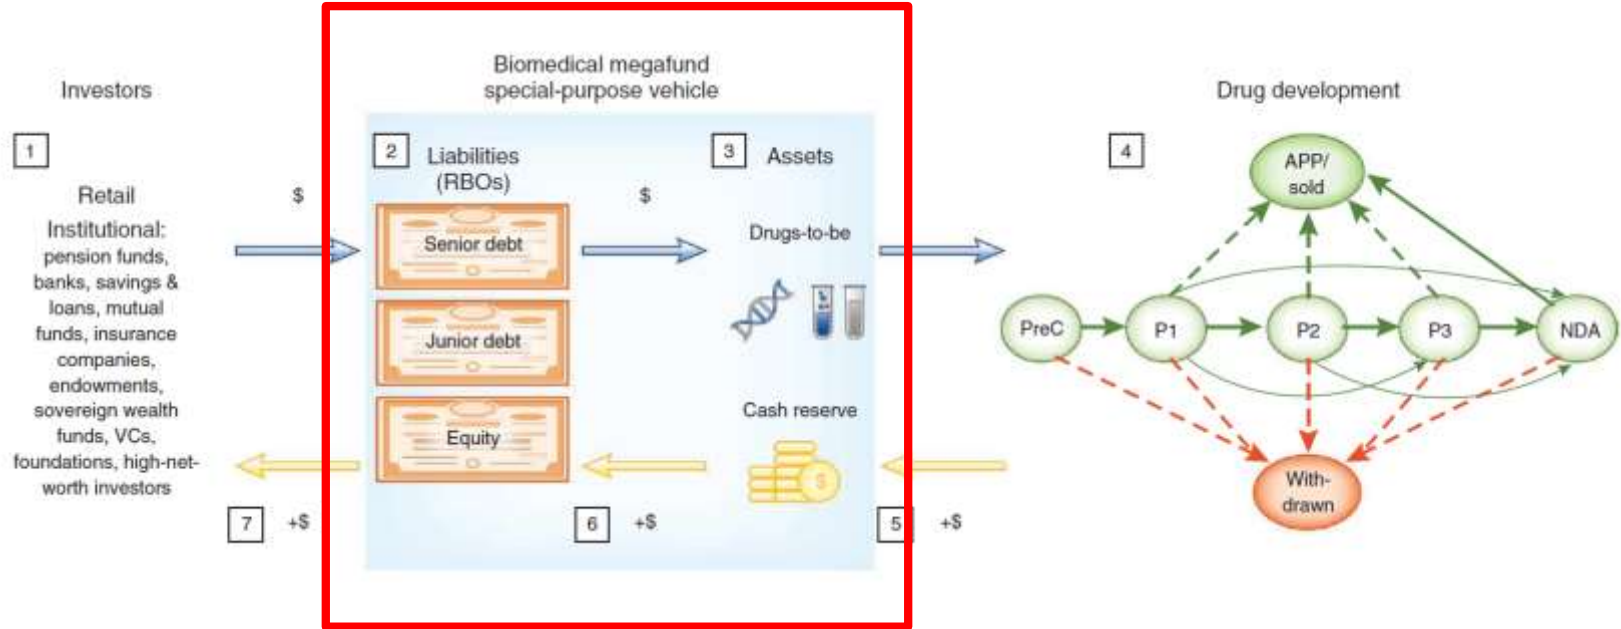 Investors
1
Retail
Institutional:
pension funds,
banks, savings &
loans, mutual
funds, insurance
companies,
endowments,
sovereign wealth
funds, VCs,
foundations, high-net-
worth investors
$
7
+$
Biomedical megafund
special-purpose vehicle
2
Liabilities
(RBOs)
Senior debt
Junior debt
Equity
$
6
+$
3
Assets
Drugs-to-be
Cash reserve
$
5
+$
Drug development
4
APP/
sold
PreC
P1
P2
P3
NDA
With-
drawn